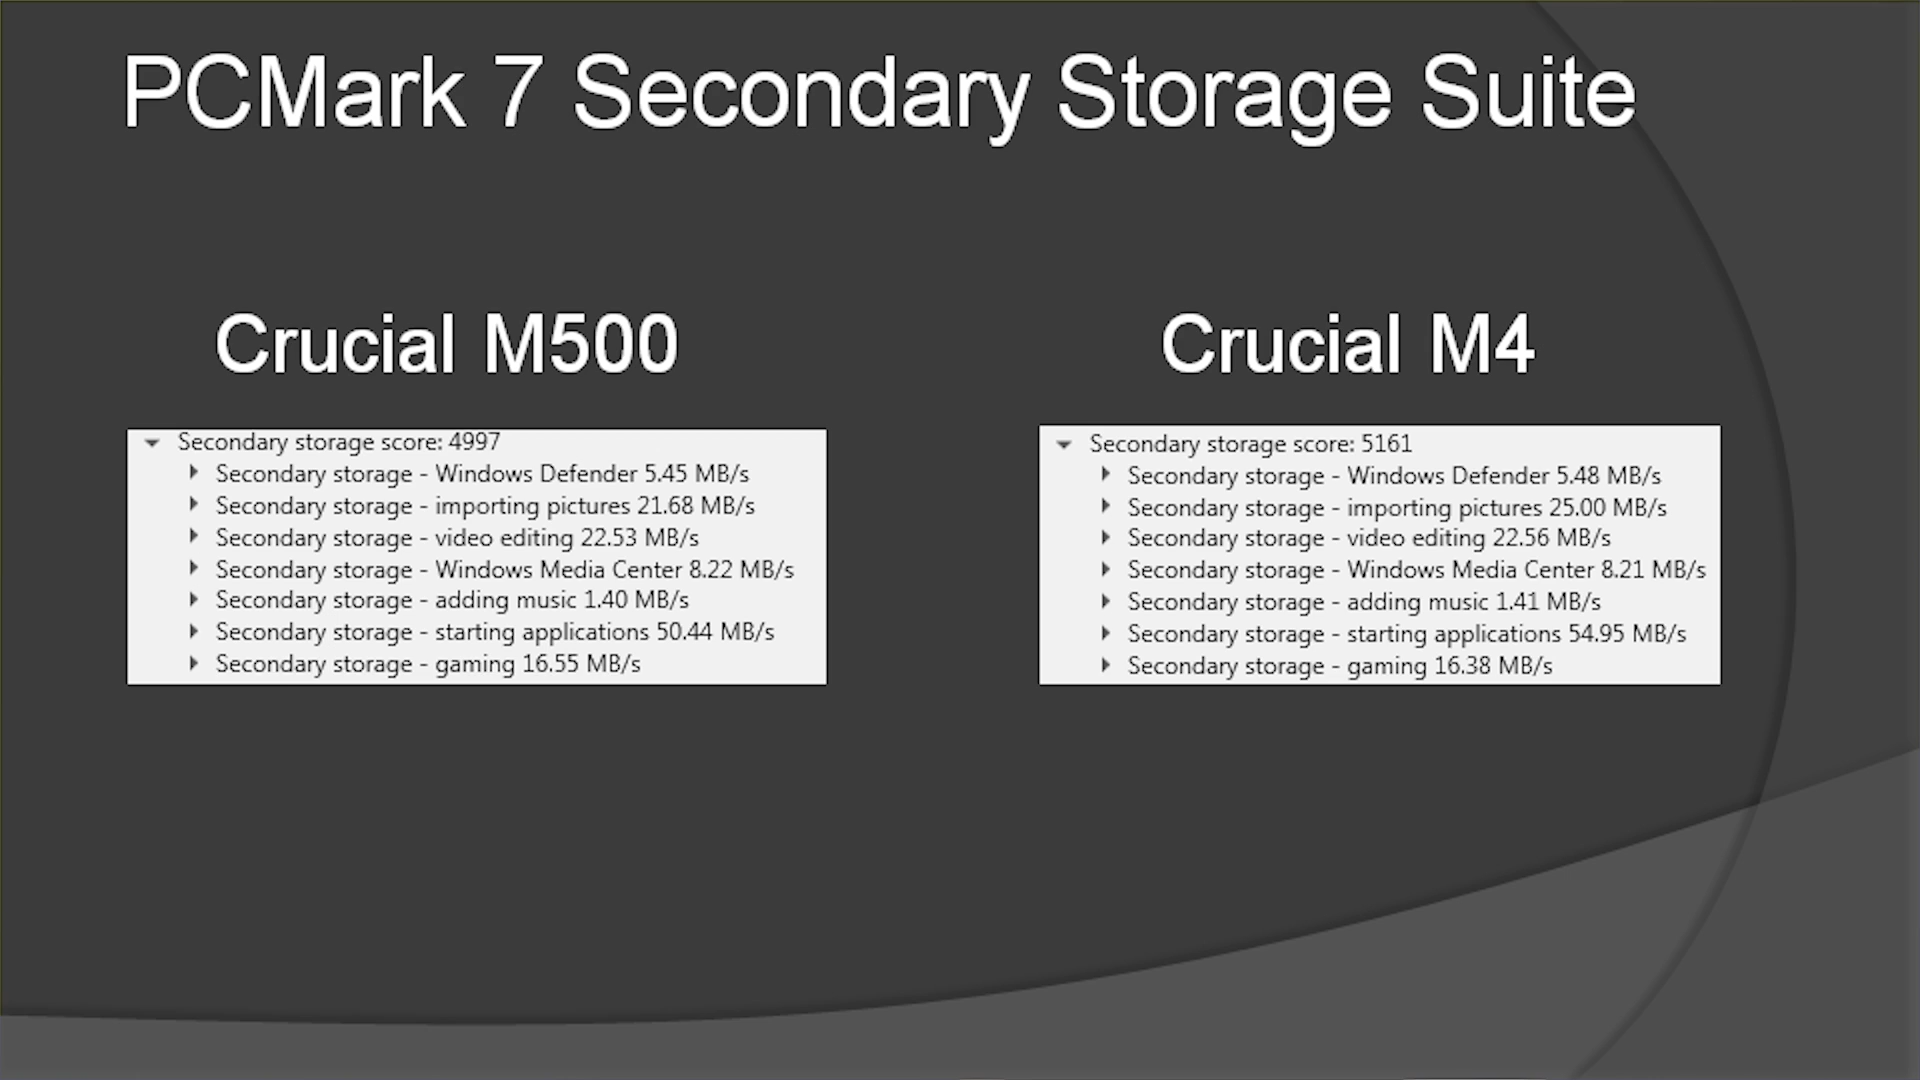 PCMark 7 Secondary Storage Suite
Crucial M500
Secondary storage score: 4997
Secondary storage - Windows Defender 5.45 MB/s
Secondary storage - importing pictures 21.68 MB/s
Secondary storage - video editing 22.53 MB/s
Secondary storage - Windows Media Center 8.22 MB/s
Secondary storage - adding music 1.40 MB/s
Secondary storage - starting applications 50.44 MB/s
Secondary storage - gaming 16.55 MB/s
Crucial M4
Secondary storage score: 5161
Secondary storage - Windows Defender 5.48 MB/s
Secondary storage - importing pictures 25.00 MB/s
Secondary storage - video editing 22.56 MB/s
Secondary storage - Windows Media Center 8.21 MB/s
Secondary storage - adding music 1.41 MB/s
Secondary storage - starting applications 54.95 MB/s
Secondary storage - gaming 16.38 MB/s